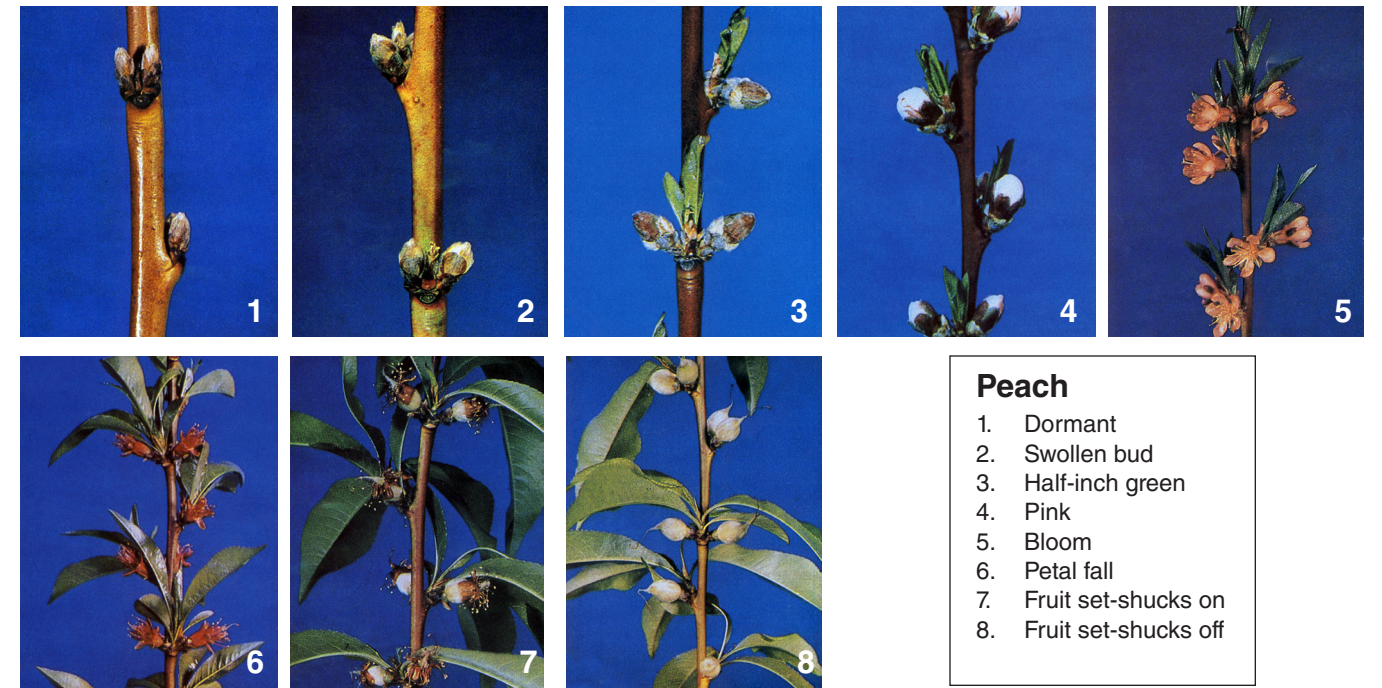 1
2
3
4
5
6
7
8
Peach
1. Dormant
2. Swollen bud
3. Half-inch green
4. Pink
5. Bloom
6. Petal fall
7. Fruit set-shucks on
8. Fruit set-shucks off